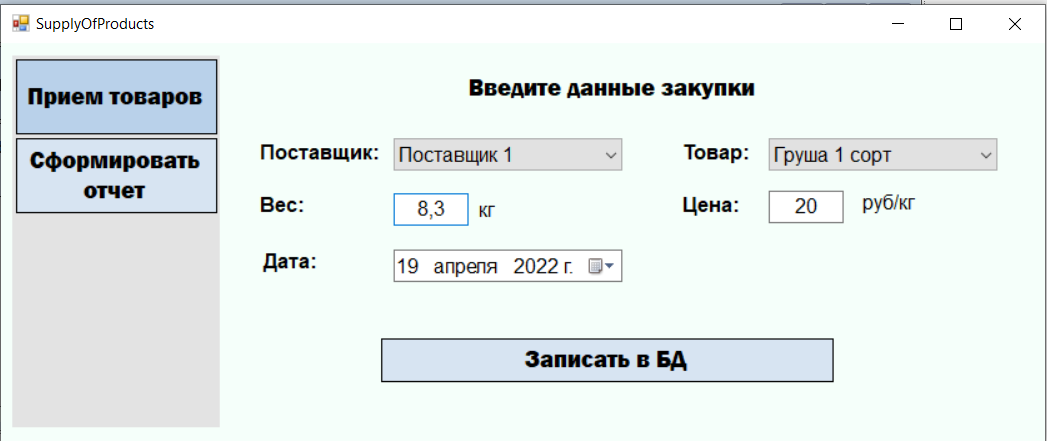 SupplyOfProducts
Прием товаров
Сформировать
отчет
Введите данные закупки
Поставщик: Поставщик 1 Товар: Груша 1 сорт
Вес: 8,3 кг Цена: 20 руб/кг
Дата: 19 апреля 2022 г.
Записать в БД